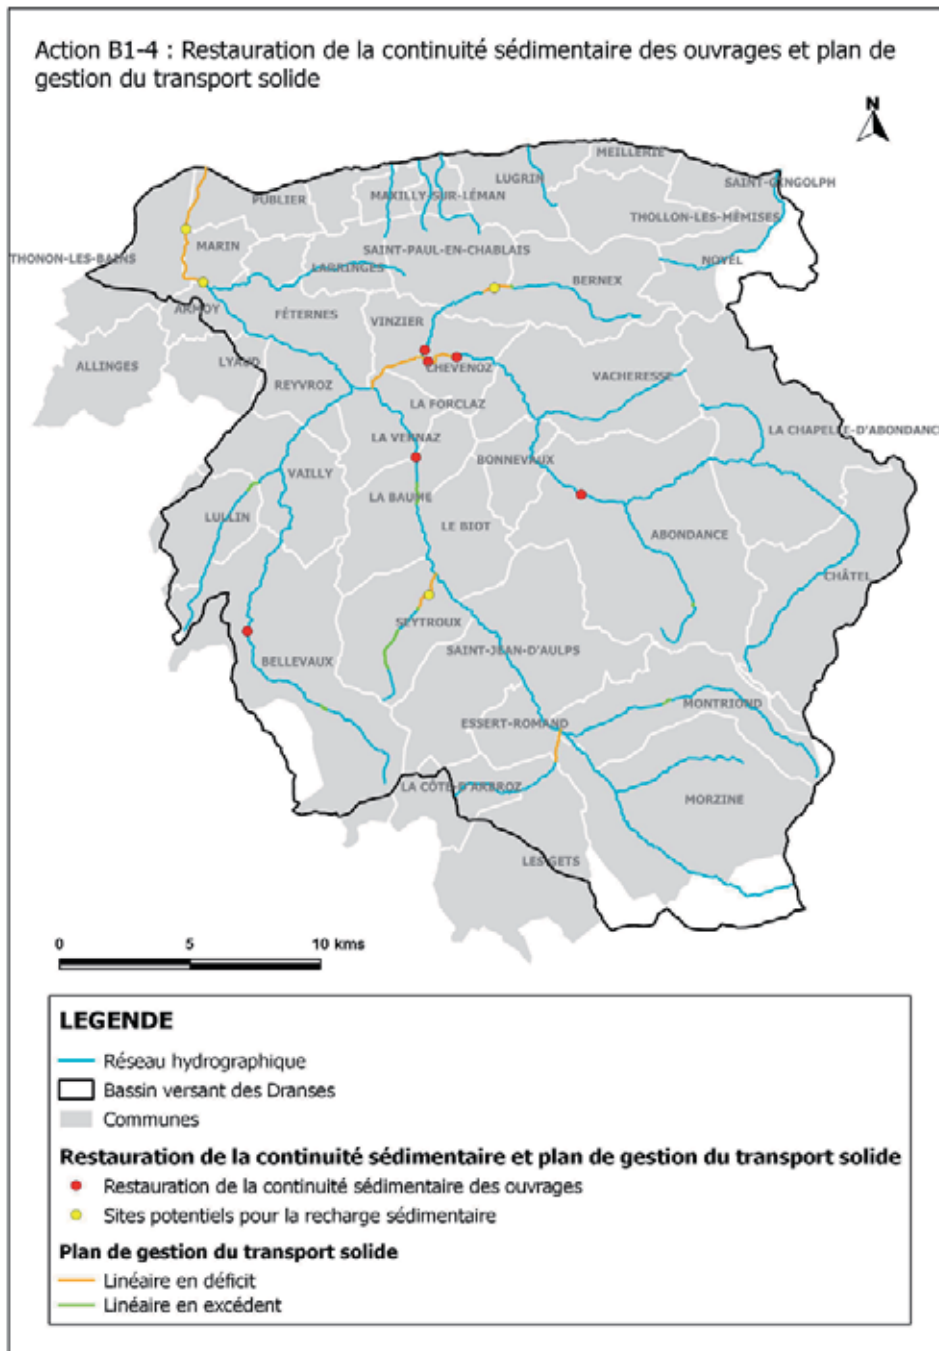 Action B1-4 : Restauration de la continuité sédimentaire des ouvrages et plan de
gestion du transport solide
N
MEILLERIE
LUGRIN
SAINT-GINGOLPH
PUBLIER
MAXILLY-SUR-LÉMAN
THOLLON-LES-MÉMISES
MARIN
SAINT-PAUL-EN-CHABLAIS
THONON-LES-BAINS
LARRINGES
NOVEL
BERNEX
ARMOY
FÉTERNES
VINZIER
ALLINGES
LYAUD
CHEVENOZ
REYVROZ
VACHERESSE
LA FORCLAZ
LA CHAPELLE-D'ABONDANCE
LA VERNAZ
BONNEVAUX
VAILLY
LA BAUME
LULLIN
LE BIOT
ABONDANCE
CHÂTEL
SEYTROUX
SAINT-JEAN-D'AULPS
BELLEVAUX
MONTRIOND
ESSERT-ROMAND
LA CÔTE-D'ARBROZ
MORZINE
LES GETS
0 5 10 kms
LEGENDE
Réseau hydrographique
Bassin versant des Dranses
Communes
Restauration de la continuité sédimentaire et plan de gestion du transport solide
Restauration de la continuité sédimentaire des ouvrages
Sites potentiels pour la recharge sédimentaire
Plan de gestion du transport solide
Linéaire en déficit
Linéaire en excédent